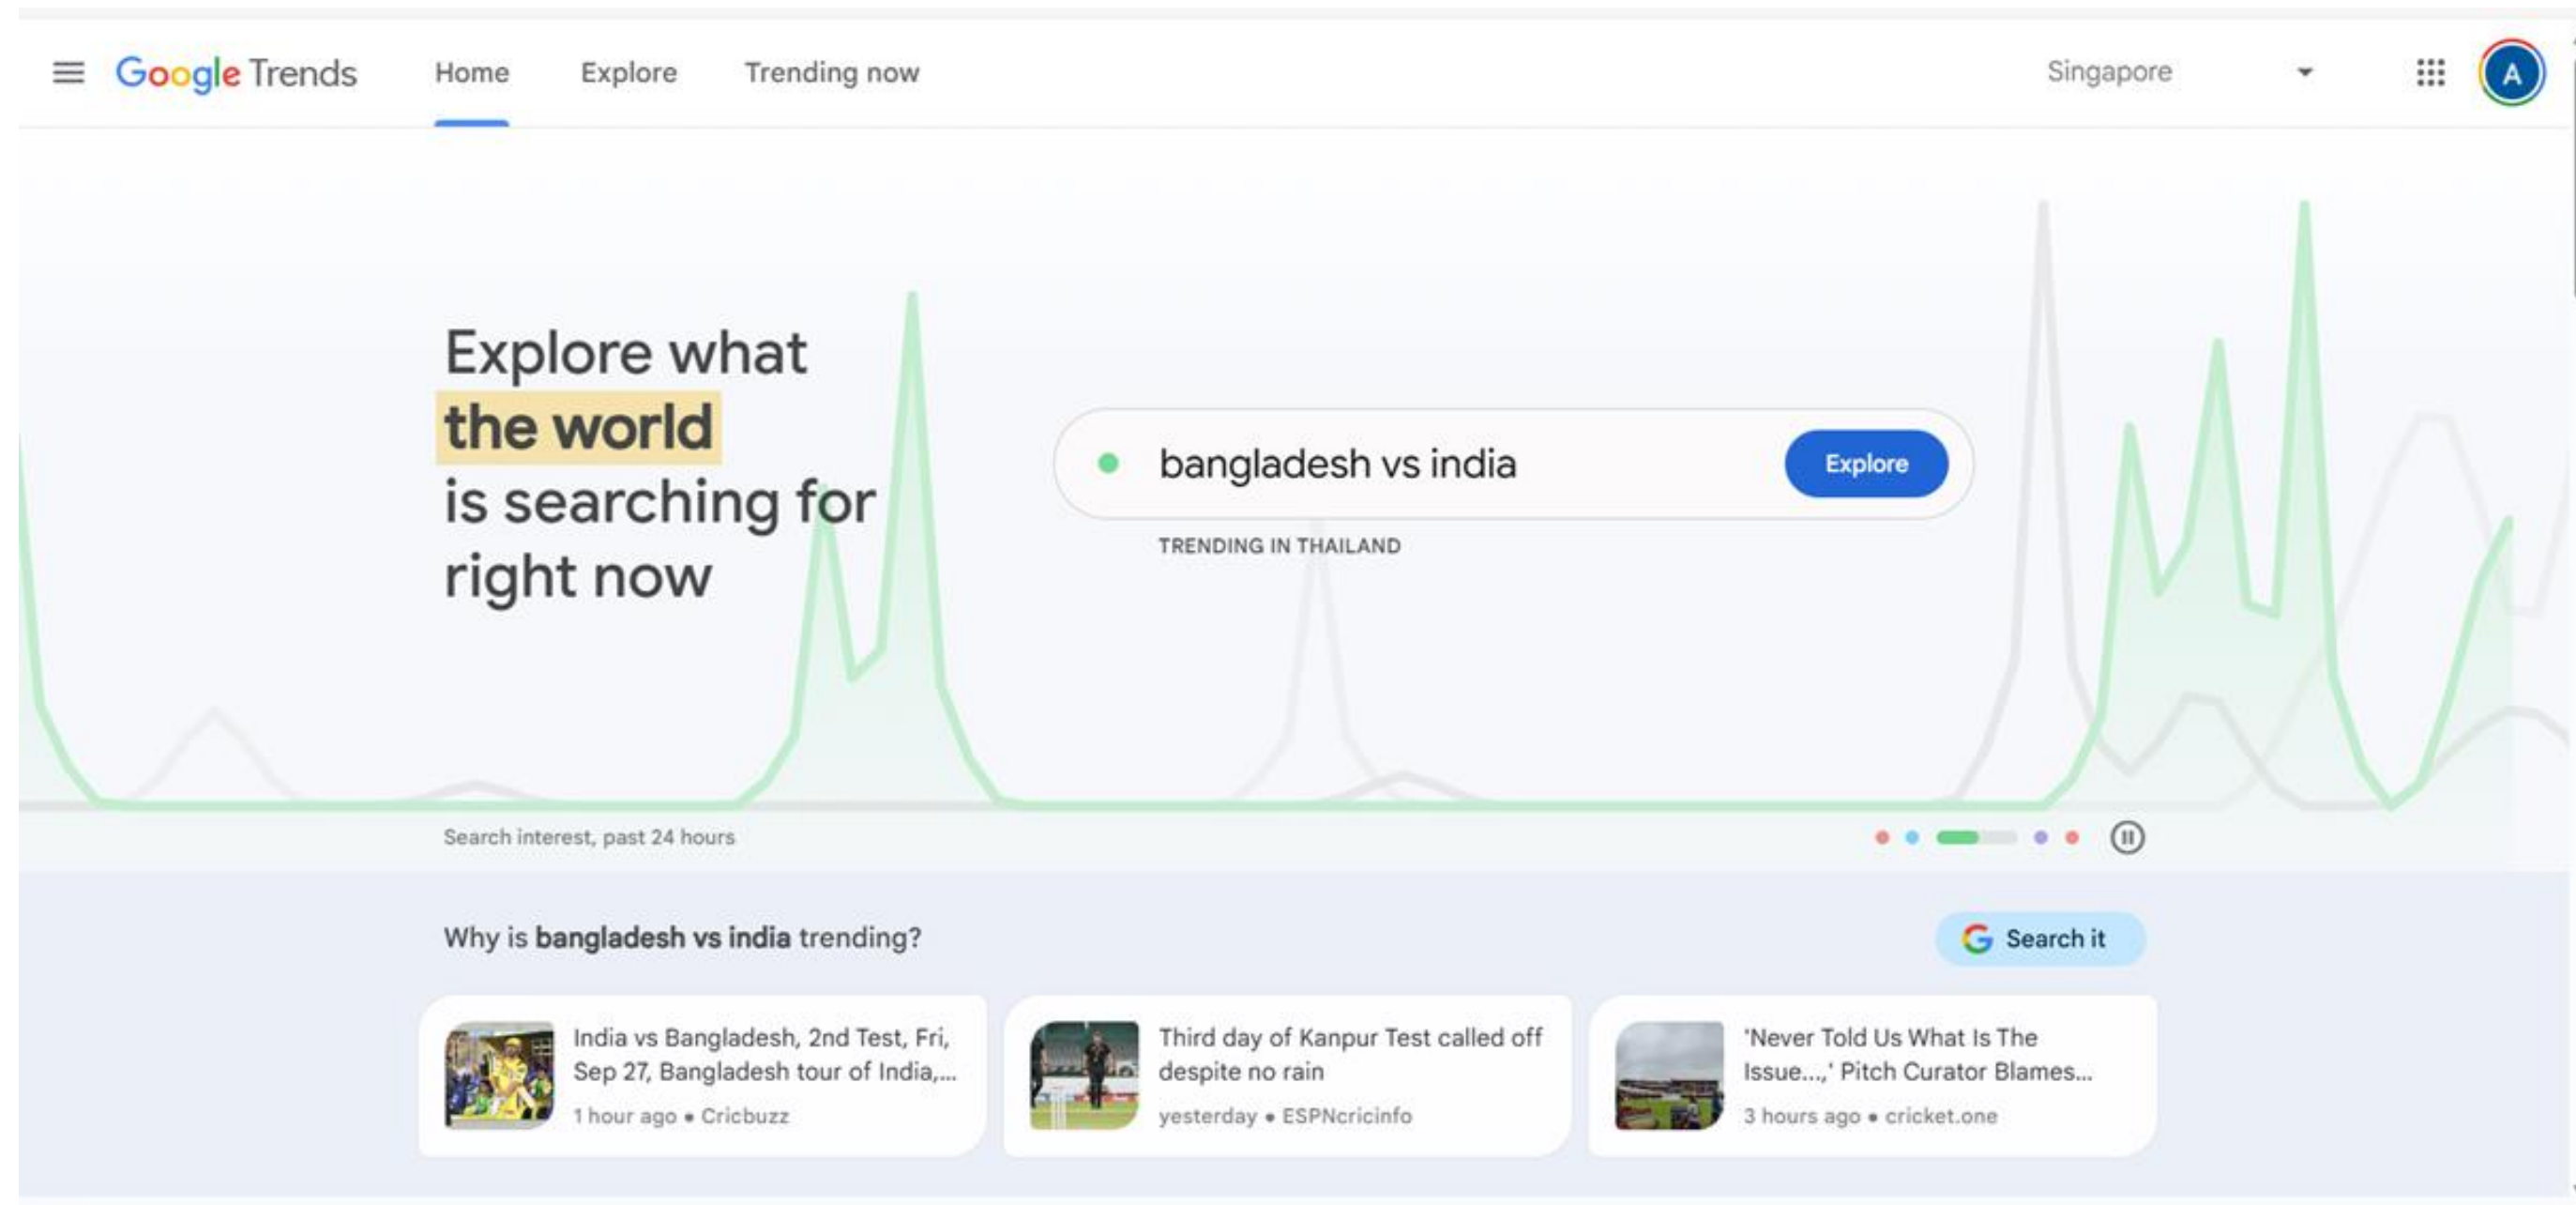 Google Trends
Home
Explore
Trending now
Singapore
A
Explore what
the world
is searching for
right now
bangladesh vs india
Explore
TRENDING IN THAILAND
Search interest, past 24 hours
Why is bangladesh vs india trending?
G Search it
India vs Bangladesh, 2nd Test, Fri,
Sep 27, Bangladesh tour of India,...
1 hour ago • Cricbuzz
Third day of Kanpur Test called off
despite no rain
yesterday • ESPNcricinfo
'Never Told Us What Is The
Issue...,' Pitch Curator Blames...
3 hours ago • cricket.one